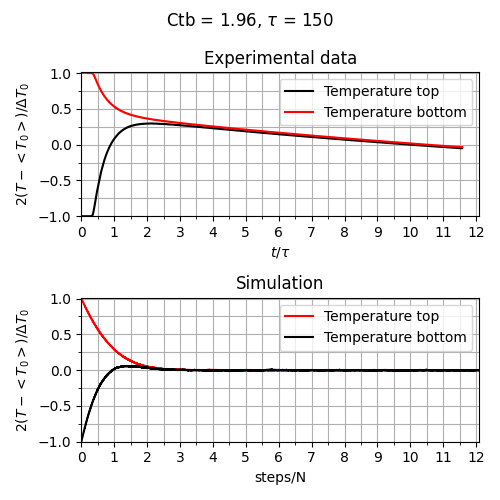 Ctb = 1.96, τ = 150
Experimental data
2(T − <T₀>)/ΔT₀
1.0
0.5
0.0
−0.5
−1.0
Temperature top
Temperature bottom
0 1 2 3 4 5 6 7 8 9 10 11 12
t/τ
Simulation
2(T − <T₀>)/ΔT₀
1.0
0.5
0.0
−0.5
−1.0
Temperature top
Temperature bottom
0 1 2 3 4 5 6 7 8 9 10 11 12
steps/N